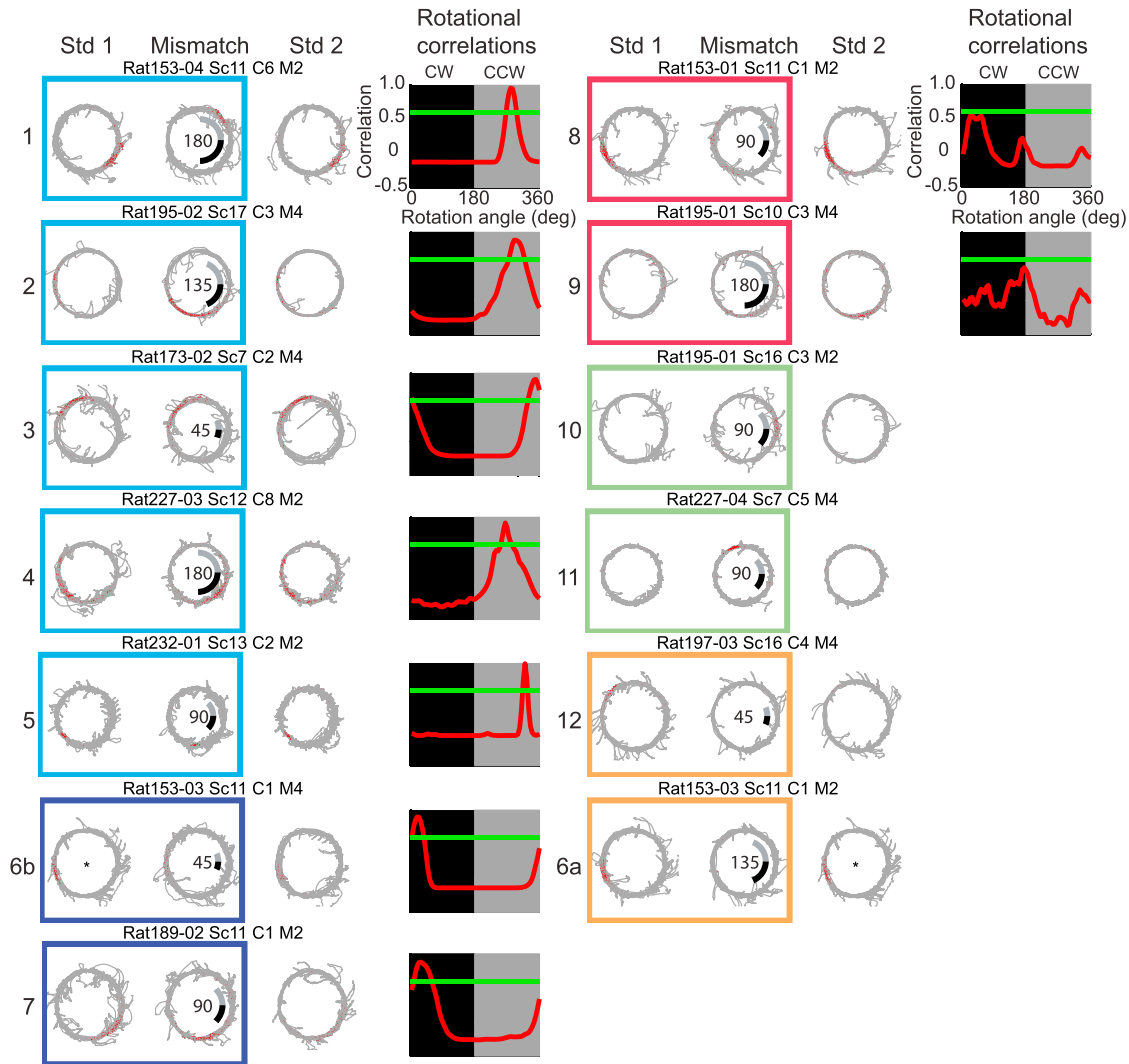 Rotational correlations
Std 1 Mismatch Std 2
Rat153-04 Sc11 C6 M2
CW CCW
1
180
Correlation
1.0
0.5
0
-0.5
0 180 360
Rotation angle (deg)
Rat195-02 Sc17 C3 M4
2
135
Rat173-02 Sc7 C2 M4
3
45
Rat227-03 Sc12 C8 M2
4
180
Rat232-01 Sc13 C2 M2
5
90
Rat153-03 Sc11 C1 M4
6b
*
45
Rat189-02 Sc11 C1 M2
7
90
Rotational correlations
Std 1 Mismatch Std 2
Rat153-01 Sc11 C1 M2
CW CCW
8
90
Correlation
1.0
0.5
0
-0.5
0 180 360
Rotation angle (deg)
Rat195-01 Sc10 C3 M4
9
180
Rat195-01 Sc16 C3 M2
10
90
Rat227-04 Sc7 C5 M4
11
90
Rat197-03 Sc16 C4 M4
12
45
Rat153-03 Sc11 C1 M2
6a
135
*